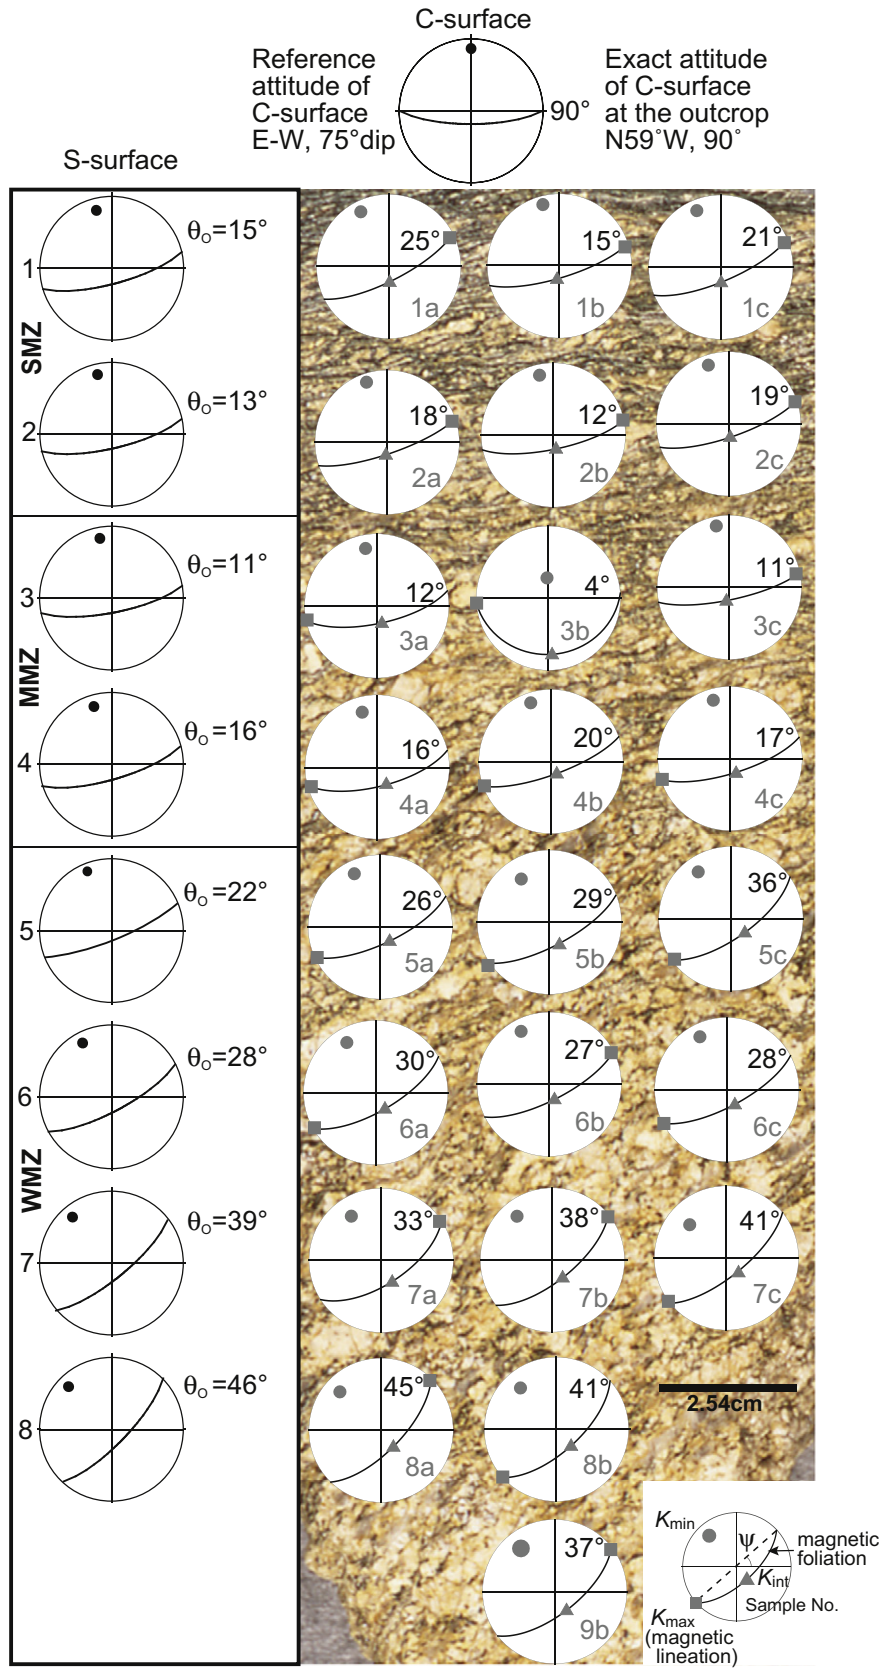 C-surface
Reference
attitude of
C-surface
E-W, 75°dip
90°
Exact attitude
of C-surface
at the outcrop
N59°W, 90°
S-surface
SMZ
MMZ
WMZ
1
θo=15°
25°
1a
15°
1b
21°
1c
2
θo=13°
18°
2a
12°
2b
19°
2c
3
θo=11°
12°
3a
4°
3b
11°
3c
4
θo=16°
16°
4a
20°
4b
17°
4c
5
θo=22°
26°
5a
29°
5b
36°
5c
6
θo=28°
30°
6a
27°
6b
28°
6c
7
θo=39°
33°
7a
38°
7b
41°
7c
8
θo=46°
45°
8a
41°
8b
2.54cm
37°
9b
Kmin
ψ
magnetic
foliation
Kint
Sample No.
Kmax
(magnetic
lineation)